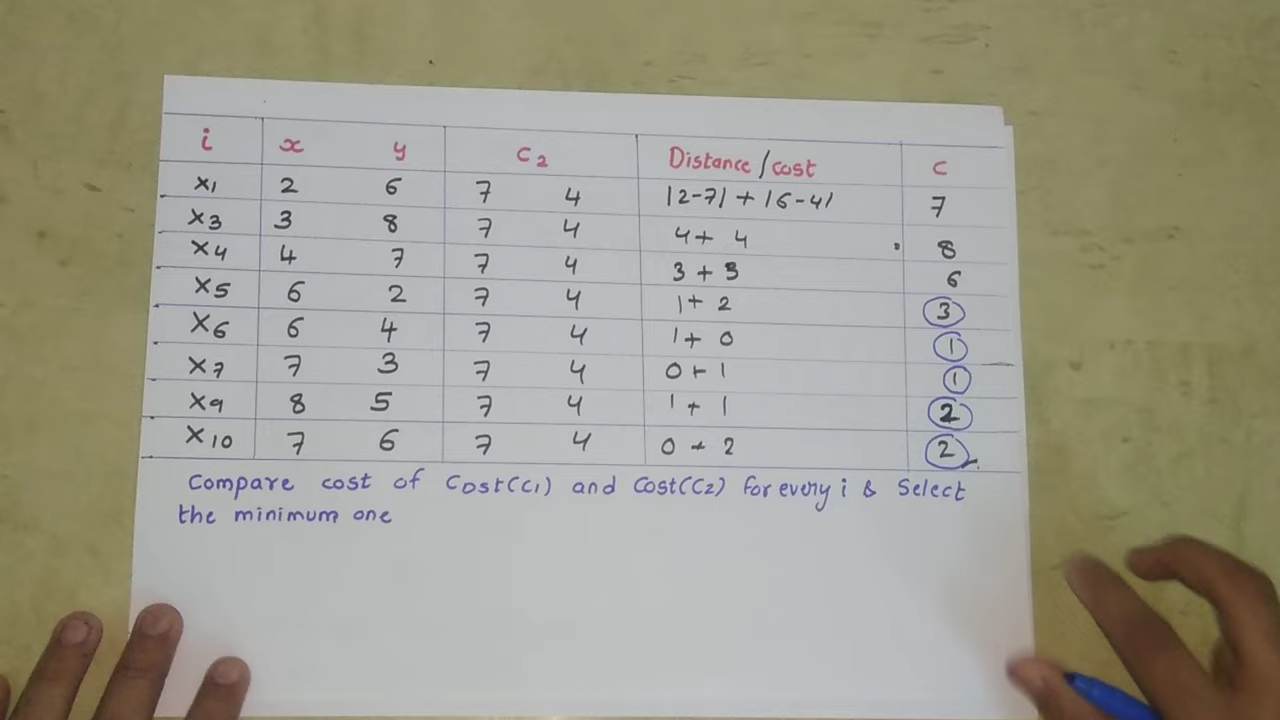 i x y C2 Distance/cost C
X1 2 6 7 4 |2-7| + |6-4| 7
X3 3 8 7 4 4+ 4 8
X4 4 7 7 4 3 + 3 6
X5 6 2 7 4 1+ 2 3
X6 6 4 7 4 1+ 0 1
X7 7 3 7 4 0+ 1 1
X9 8 5 7 4 1 + 1 2
X10 7 6 7 4 0 + 2 2
Compare cost of Cost(C1) and Cost(C2) for every i & Select
the minimum one